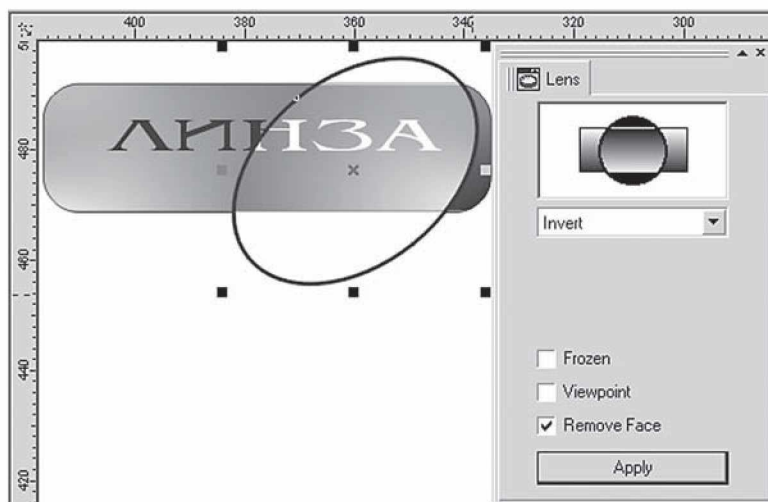 400 380 360 340 320 300
480
460
440
420
ЛИНЗА
Lens
Invert
Frozen
Viewpoint
Remove Face
Apply